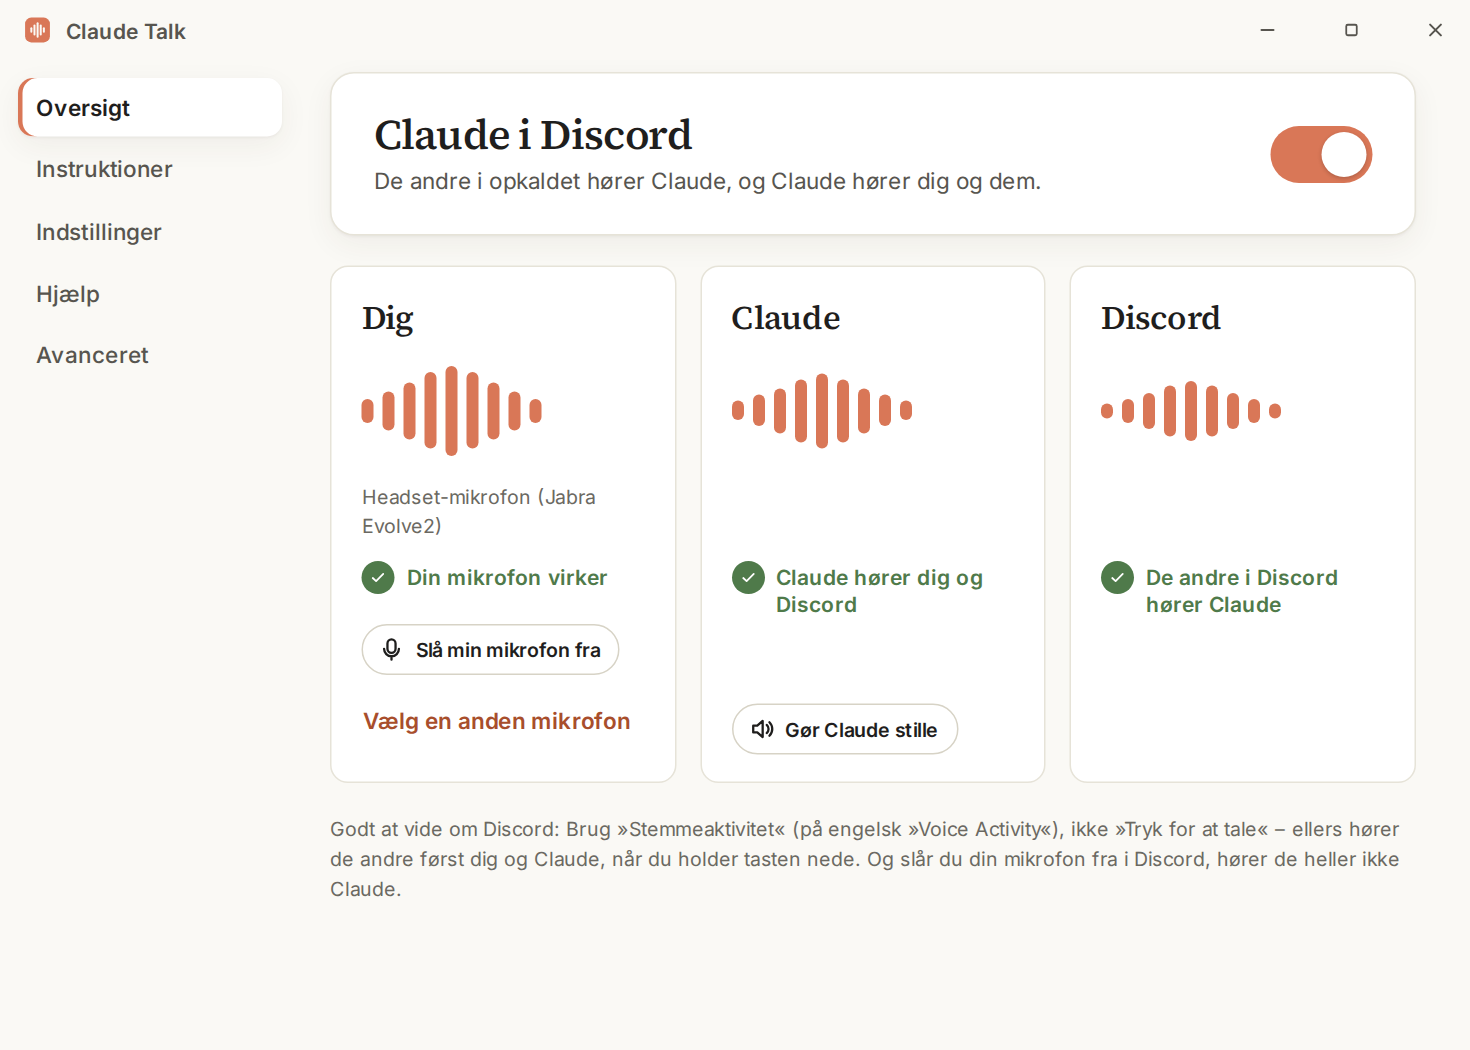 Claude Talk
Oversigt
Instruktioner
Indstillinger
Hjælp
Avanceret
Claude i Discord
De andre i opkaldet hører Claude, og Claude hører dig og dem.
Dig
Headset-mikrofon (Jabra
Evolve2)
Din mikrofon virker
Slå min mikrofon fra
Vælg en anden mikrofon
Claude
Claude hører dig og
Discord
Gør Claude stille
Discord
De andre i Discord
hører Claude
Godt at vide om Discord: Brug »Stemmeaktivitet« (på engelsk »Voice Activity«), ikke »Tryk for at tale« – ellers hører
de andre først dig og Claude, når du holder tasten nede. Og slår du din mikrofon fra i Discord, hører de heller ikke
Claude.